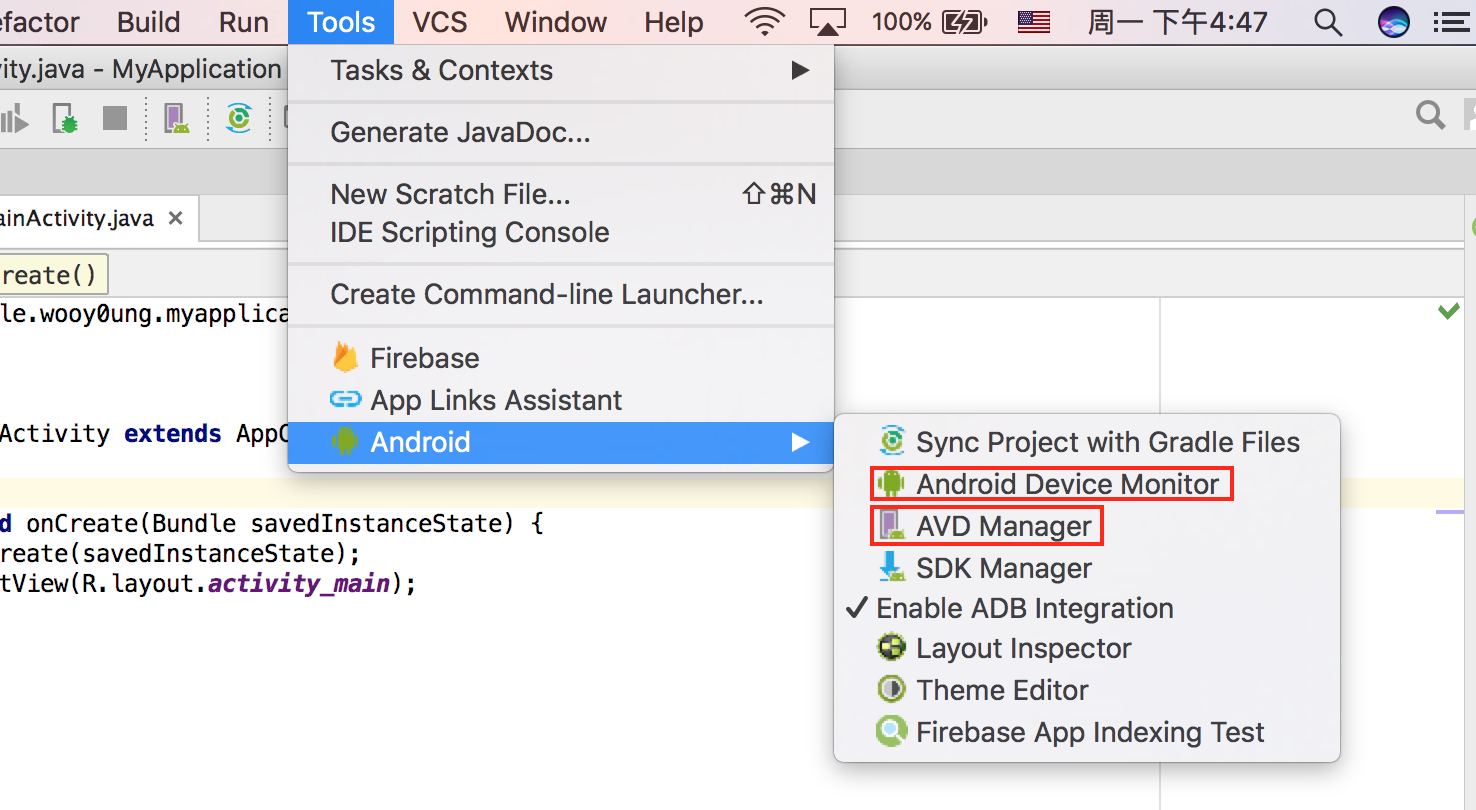 efactor Build Run Tools VCS Window Help 100% 周一 下午4:47
ity.java - MyApplication
Tasks & Contexts
Generate JavaDoc...
New Scratch File... ⇧⌘N
IDE Scripting Console
Create Command-line Launcher...
Firebase
App Links Assistant
Android
Sync Project with Gradle Files
Android Device Monitor
AVD Manager
SDK Manager
Enable ADB Integration
Layout Inspector
Theme Editor
Firebase App Indexing Test
ainActivity.java
reate()
le.wooy0ung.myapplica
Activity extends AppC
d onCreate(Bundle savedInstanceState) {
reate(savedInstanceState);
tView(R.layout.activity_main);